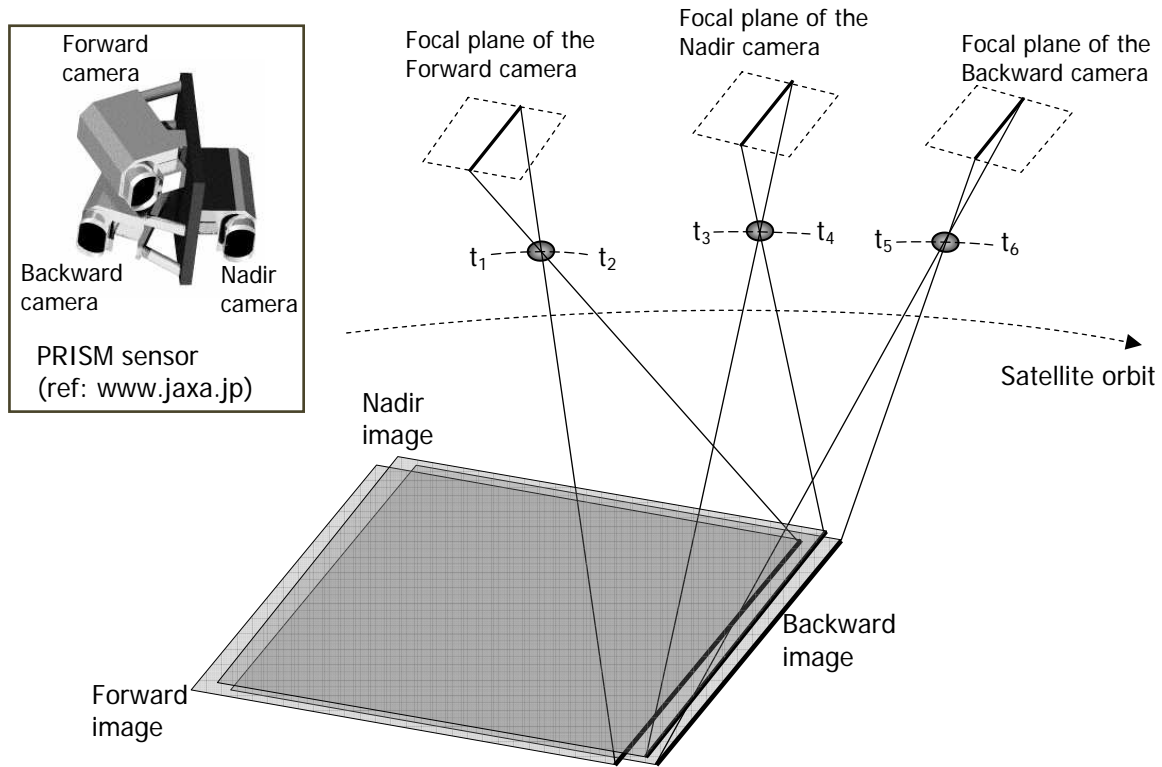 Forward
camera
Backward
camera
Nadir
camera
PRISM sensor
(ref: www.jaxa.jp)
Focal plane of the
Forward camera
Focal plane of the
Nadir camera
Focal plane of the
Backward camera
t1
t2
t3
t4
t5
t6
Satellite orbit
Nadir
image
Backward
image
Forward
image